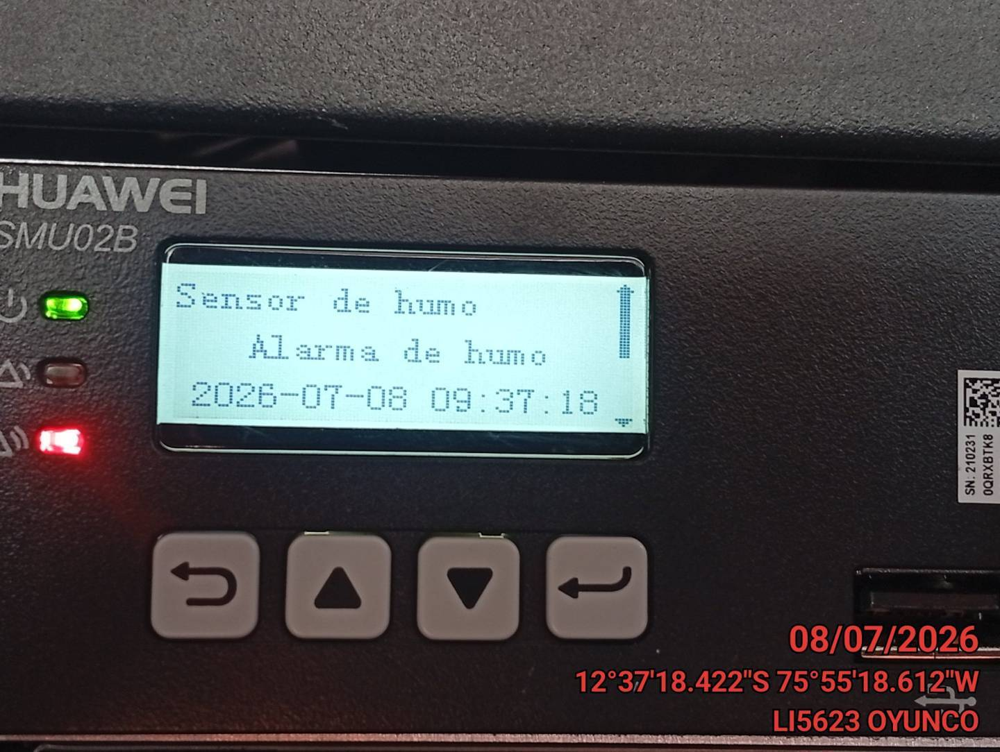 HUAWEI
SMU02B
Sensor de humo
Alarma de humo
2026-07-08 09:37:18
SN: 210231
0QRXBTK8
08/07/2026
12°37'18.422"S 75°55'18.612"W
LI5623 OYUNCO